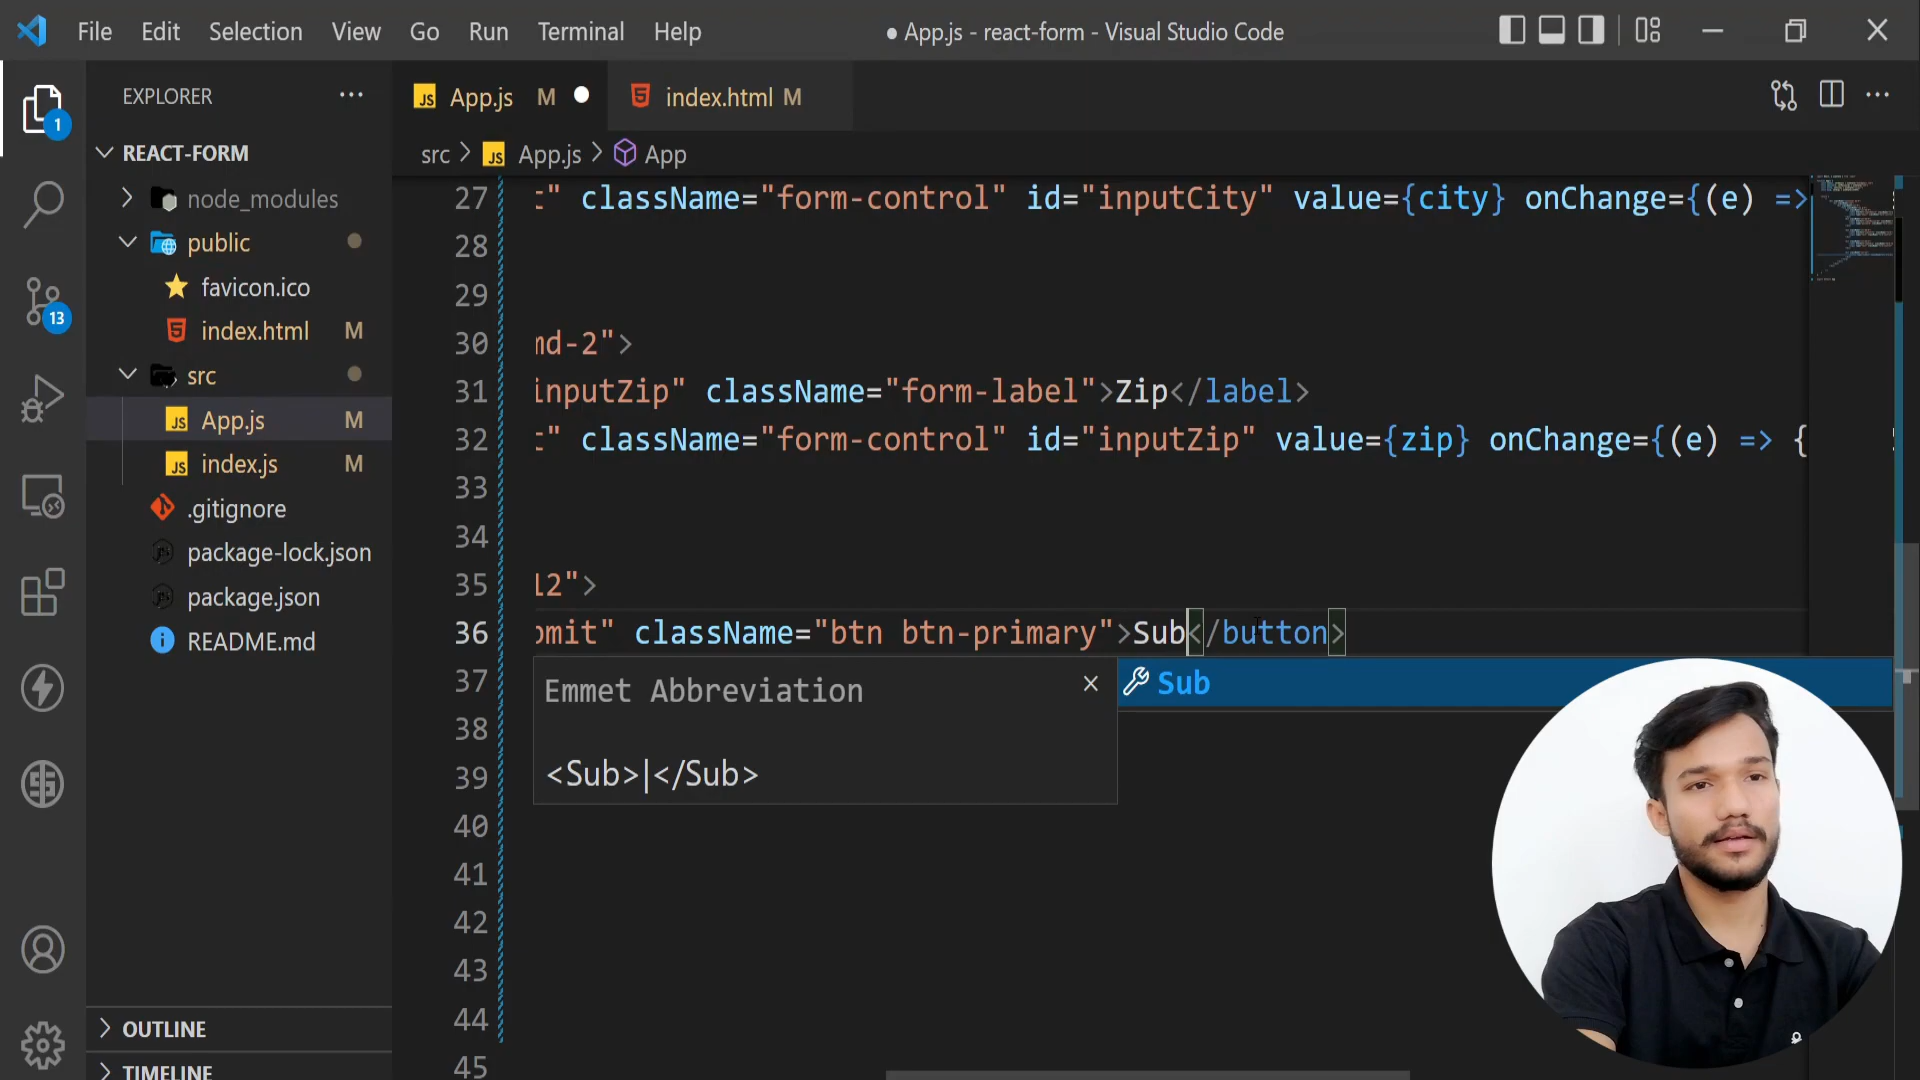 File Edit Selection View Go Run Terminal Help
● App.js - react-form - Visual Studio Code
EXPLORER
1
REACT-FORM
node_modules
public
favicon.ico
index.html M
13
src
App.js M
index.js M
.gitignore
package-lock.json
package.json
README.md
OUTLINE
TIMELINE
JS App.js M
index.html M
src > JS App.js > App
27 " className="form-control" id="inputCity" value={city} onChange={(e) =>
28
29
30 md-2">
31 inputZip" className="form-label">Zip</label>
32 " className="form-control" id="inputZip" value={zip} onChange={(e) => {
33
34
35 12">
36 bmit" className="btn btn-primary">Sub</button>
37
38
39
40
41
42
43
44
45
Emmet Abbreviation
<Sub>|</Sub>
Sub